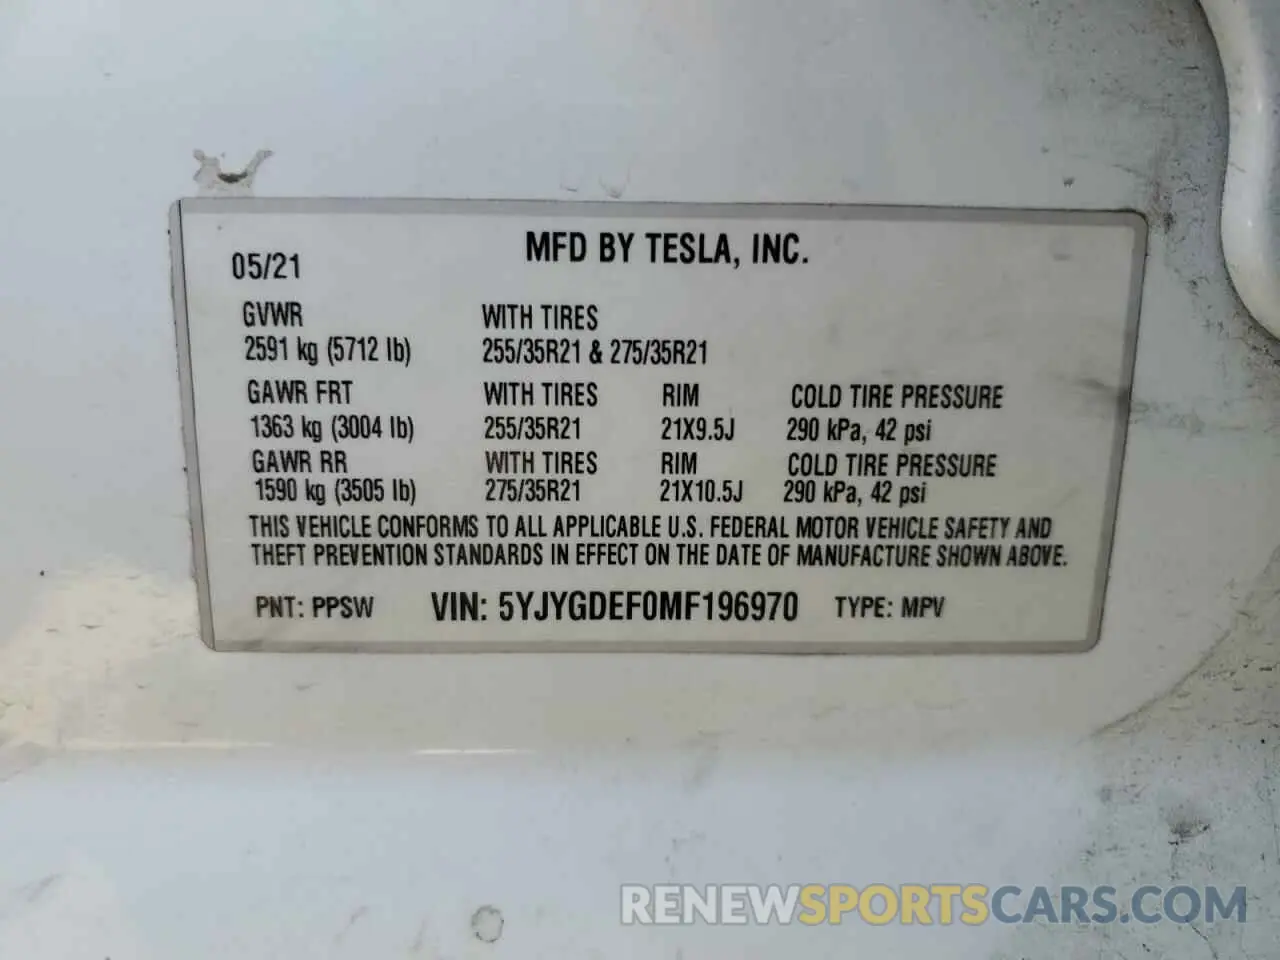 MFD BY TESLA, INC.
05/21
GVWR WITH TIRES
2591 kg (5712 lb) 255/35R21 & 275/35R21
GAWR FRT WITH TIRES RIM COLD TIRE PRESSURE
1363 kg (3004 lb) 255/35R21 21X9.5J 290 kPa, 42 psi
GAWR RR WITH TIRES RIM COLD TIRE PRESSURE
1590 kg (3505 lb) 275/35R21 21X10.5J 290 kPa, 42 psi
THIS VEHICLE CONFORMS TO ALL APPLICABLE U.S. FEDERAL MOTOR VEHICLE SAFETY AND
THEFT PREVENTION STANDARDS IN EFFECT ON THE DATE OF MANUFACTURE SHOWN ABOVE.
PNT: PPSW VIN: 5YJYGDEF0MF196970 TYPE: MPV
RENEWSPORTSCARS.COM